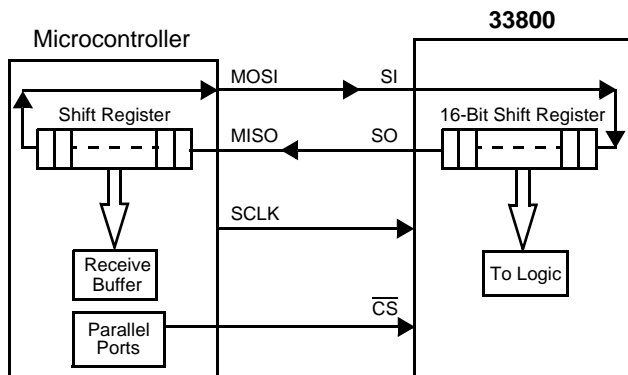 33800
Microcontroller
MOSI
SI
Shift Register
16-Bit Shift Register
MISO
SO
SCLK
Receive
Buffer
To Logic
CS
Parallel
Ports